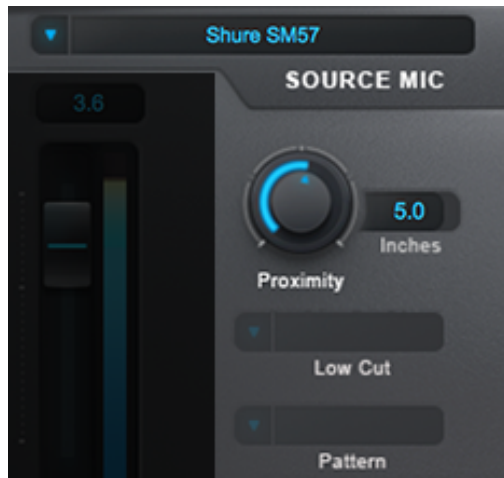 Shure SM57
SOURCE MIC
3.6
5.0
Inches
Proximity
Low Cut
Pattern